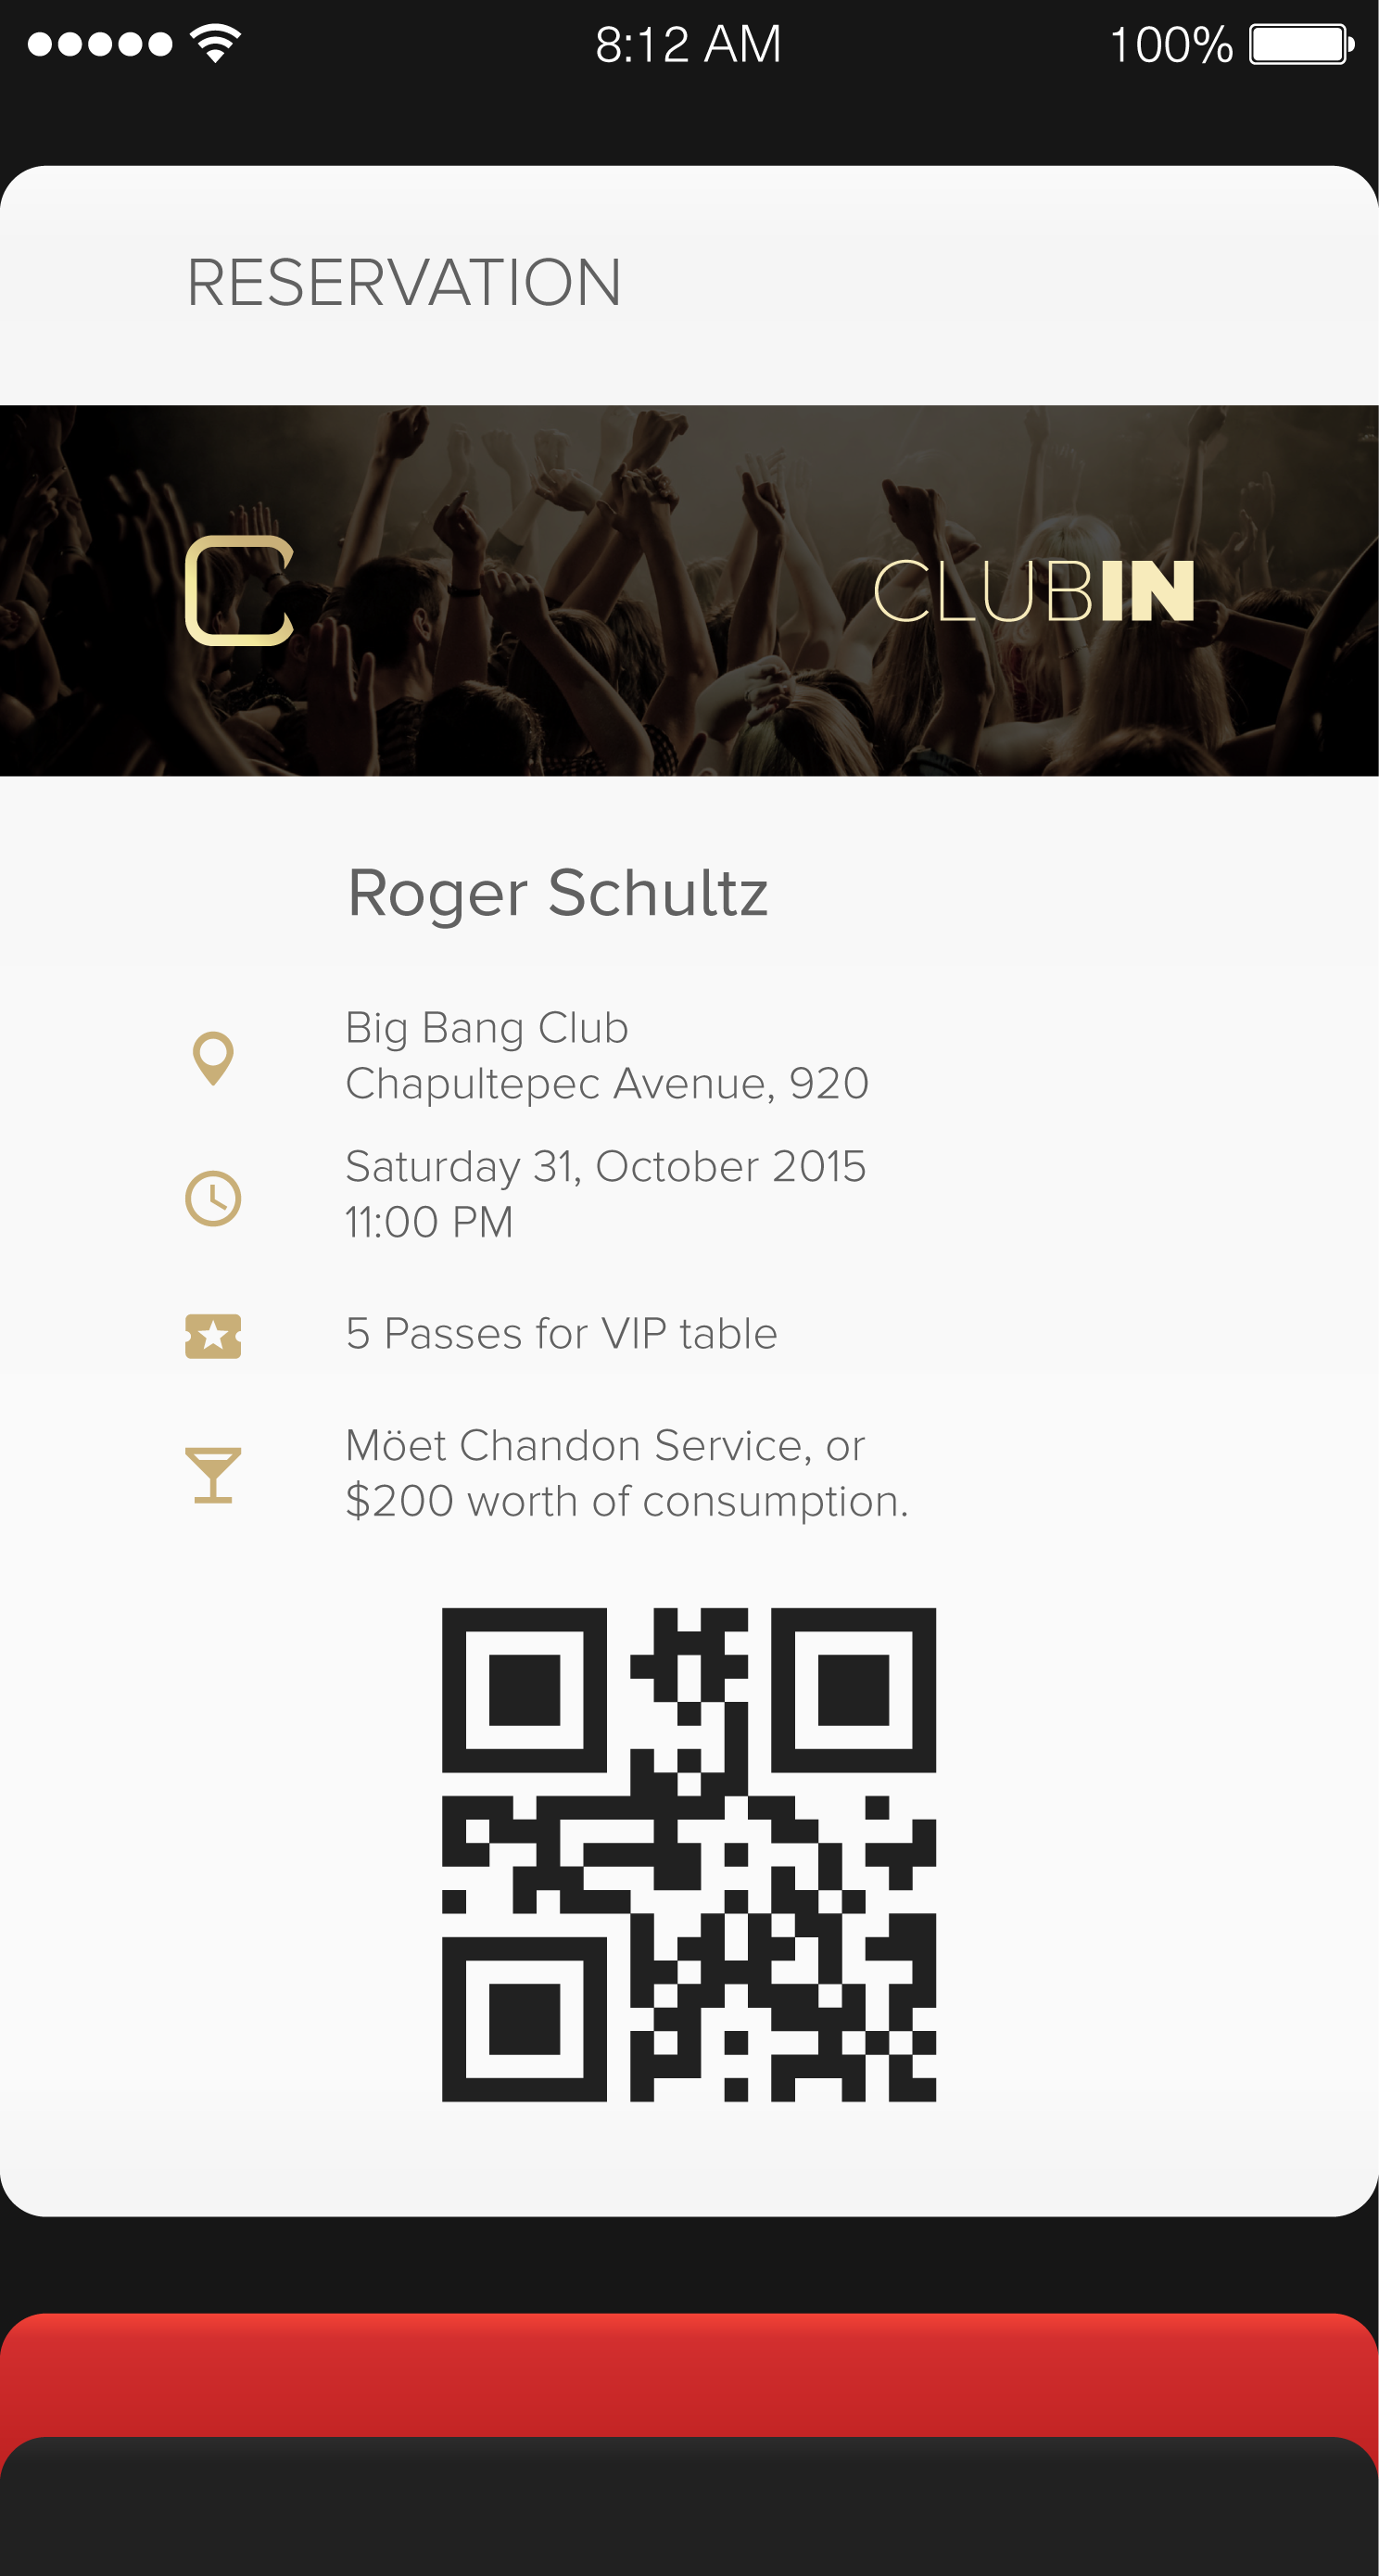 8:12 AM 100%
RESERVATION
CLUBIN
Roger Schultz
Big Bang Club
Chapultepec Avenue, 920
Saturday 31, October 2015
11:00 PM
5 Passes for VIP table
Möet Chandon Service, or
$200 worth of consumption.